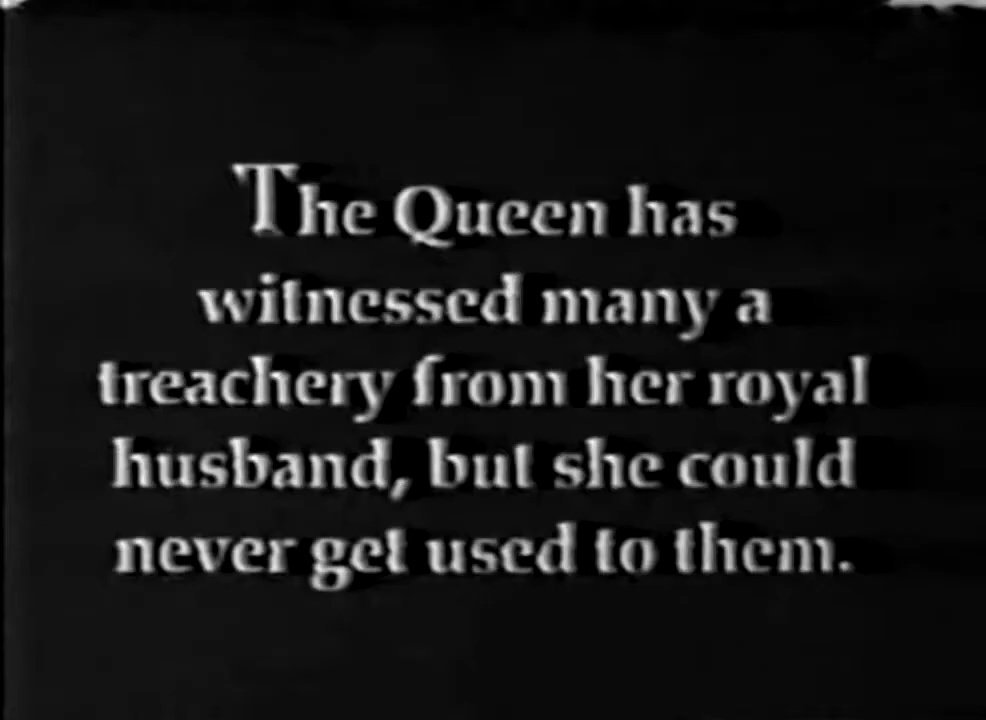 The Queen has
witnessed many a
treachery from her royal
husband, but she could
never get used to them.